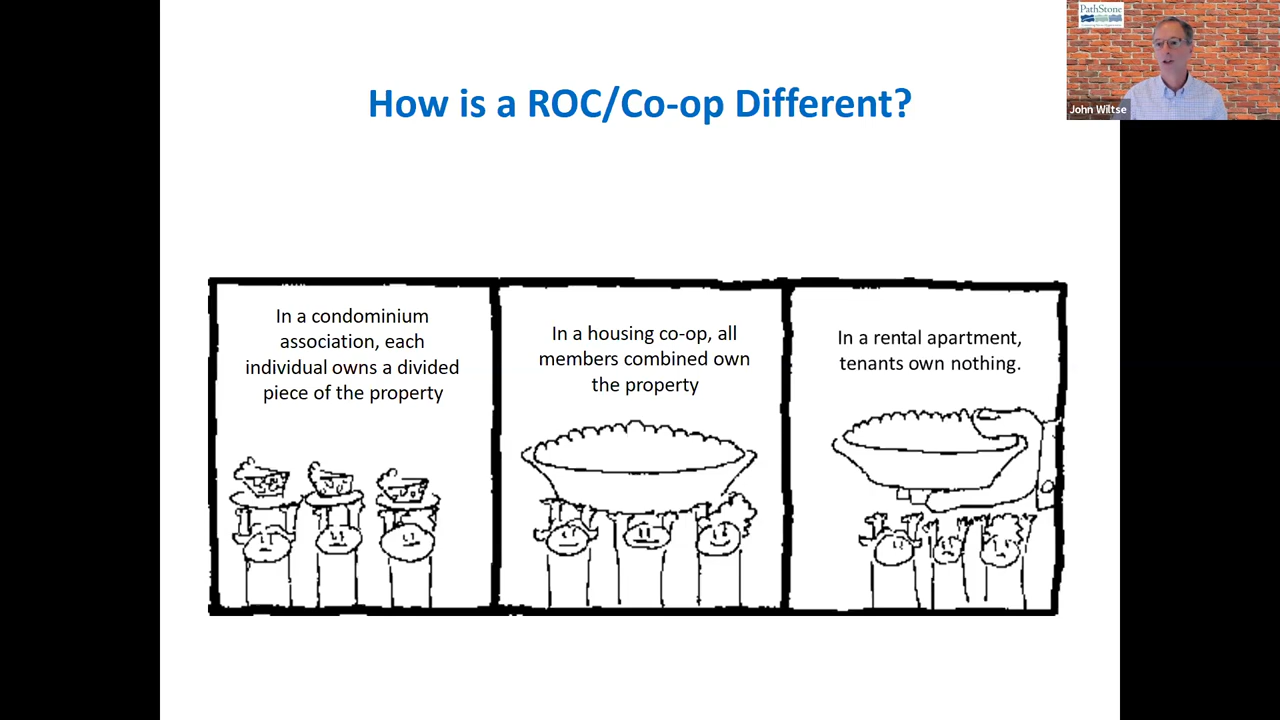 How is a ROC/Co-op Different?
PathStone
John Wiltse
In a condominium
association, each
individual owns a divided
piece of the property
In a housing co-op, all
members combined own
the property
In a rental apartment,
tenants own nothing.